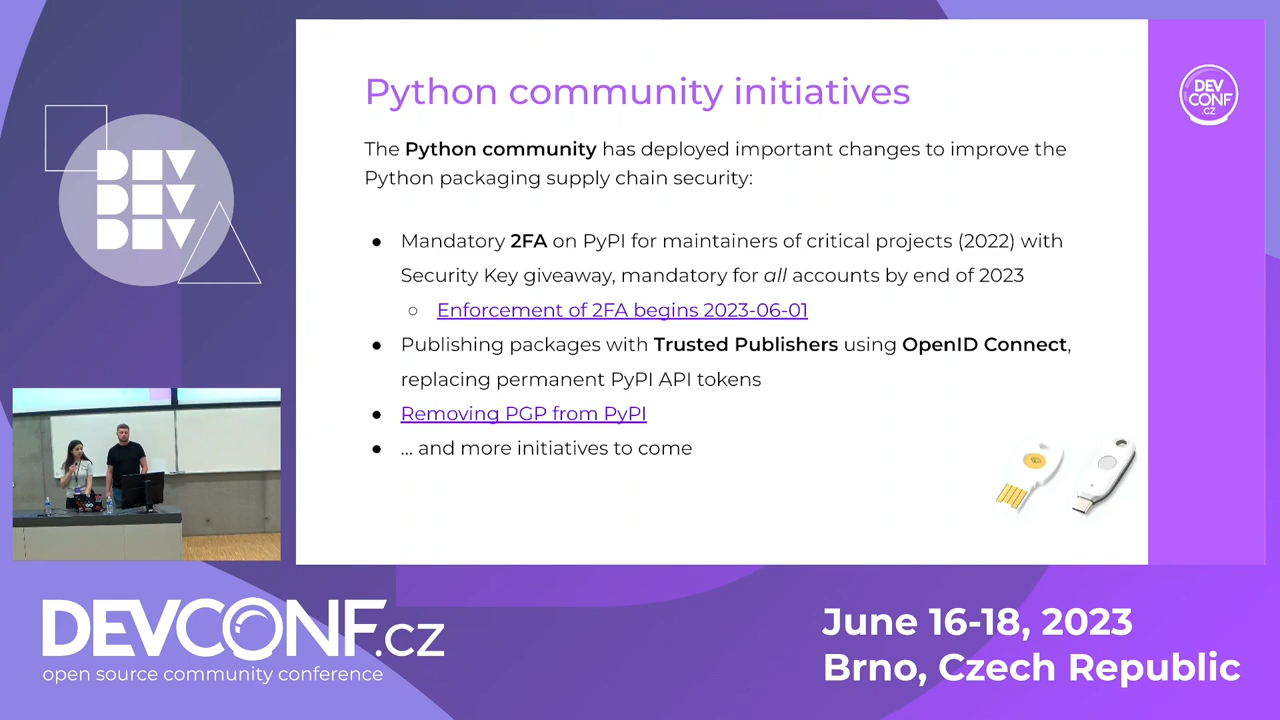 Python community initiatives
The Python community has deployed important changes to improve the
Python packaging supply chain security:
● Mandatory 2FA on PyPI for maintainers of critical projects (2022) with
Security Key giveaway, mandatory for all accounts by end of 2023
○ Enforcement of 2FA begins 2023-06-01
● Publishing packages with Trusted Publishers using OpenID Connect,
replacing permanent PyPI API tokens
● Removing PGP from PyPI
● ... and more initiatives to come
DEV
CONF
.CZ
DEV
DEV
DEV
DEVCONF.cz
open source community conference
June 16-18, 2023
Brno, Czech Republic